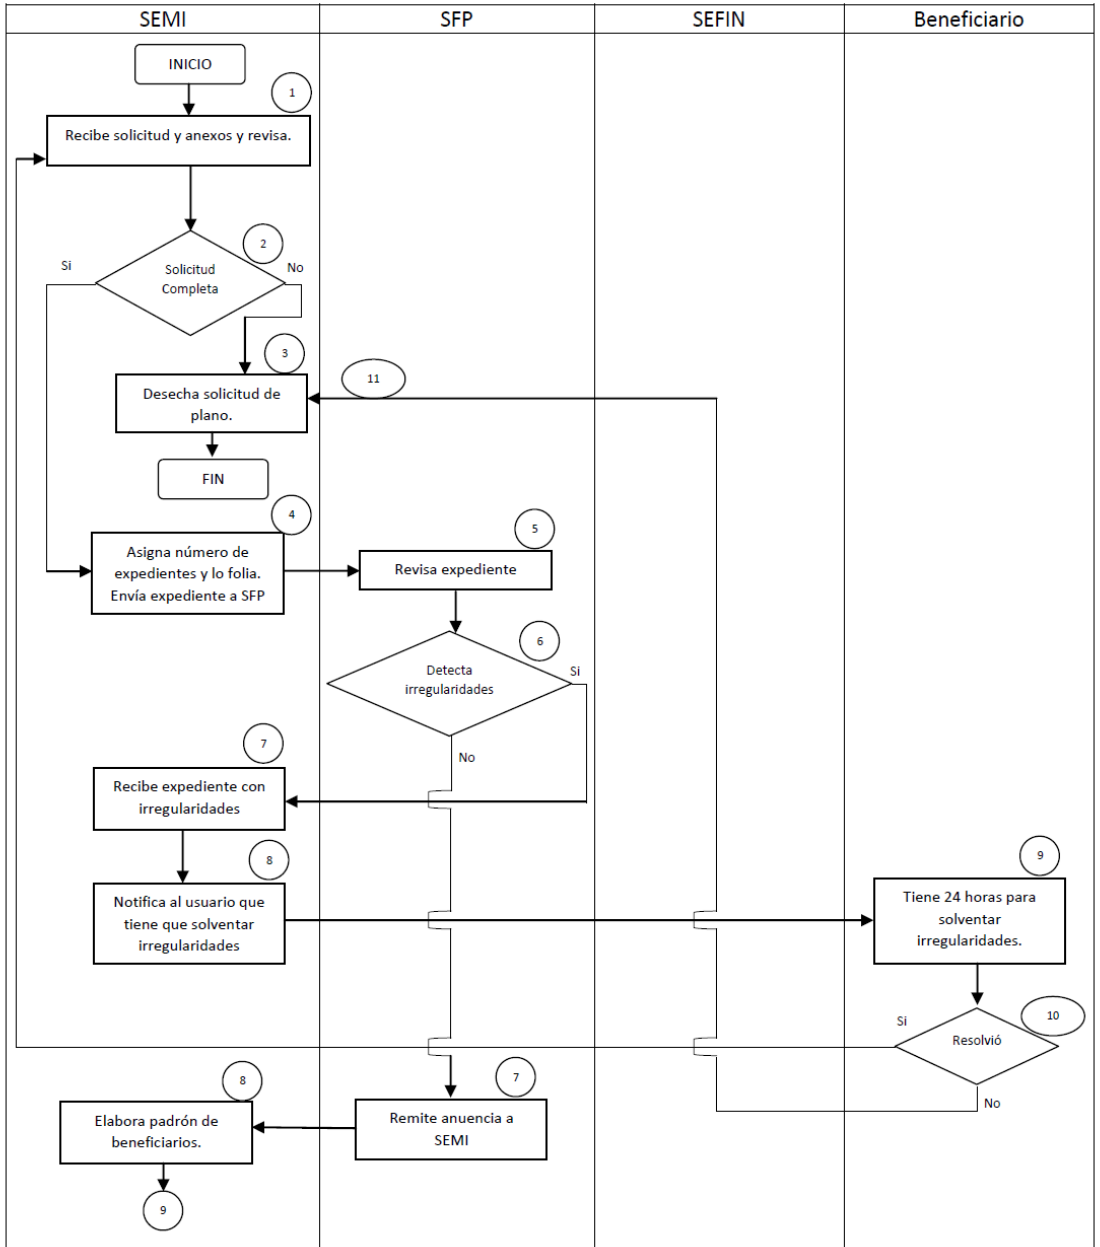 SEMI
SFP
SEFIN
Beneficiario
INICIO
1
Recibe solicitud y anexos y revisa.
2
Si
No
Solicitud
Completa
3
11
Desecha solicitud de
plano.
FIN
4
5
Asigna número de
expedientes y lo folia.
Envía expediente a SFP
Revisa expediente
6
Detecta
irregularidades
Si
No
7
Recibe expediente con
irregularidades
8
9
Notifica al usuario que
tiene que solventar
irregularidades
Tiene 24 horas para
solventar
irregularidades.
10
Si
Resolvió
No
7
8
Remite anuencia a
SEMI
Elabora padrón de
beneficiarios.
9